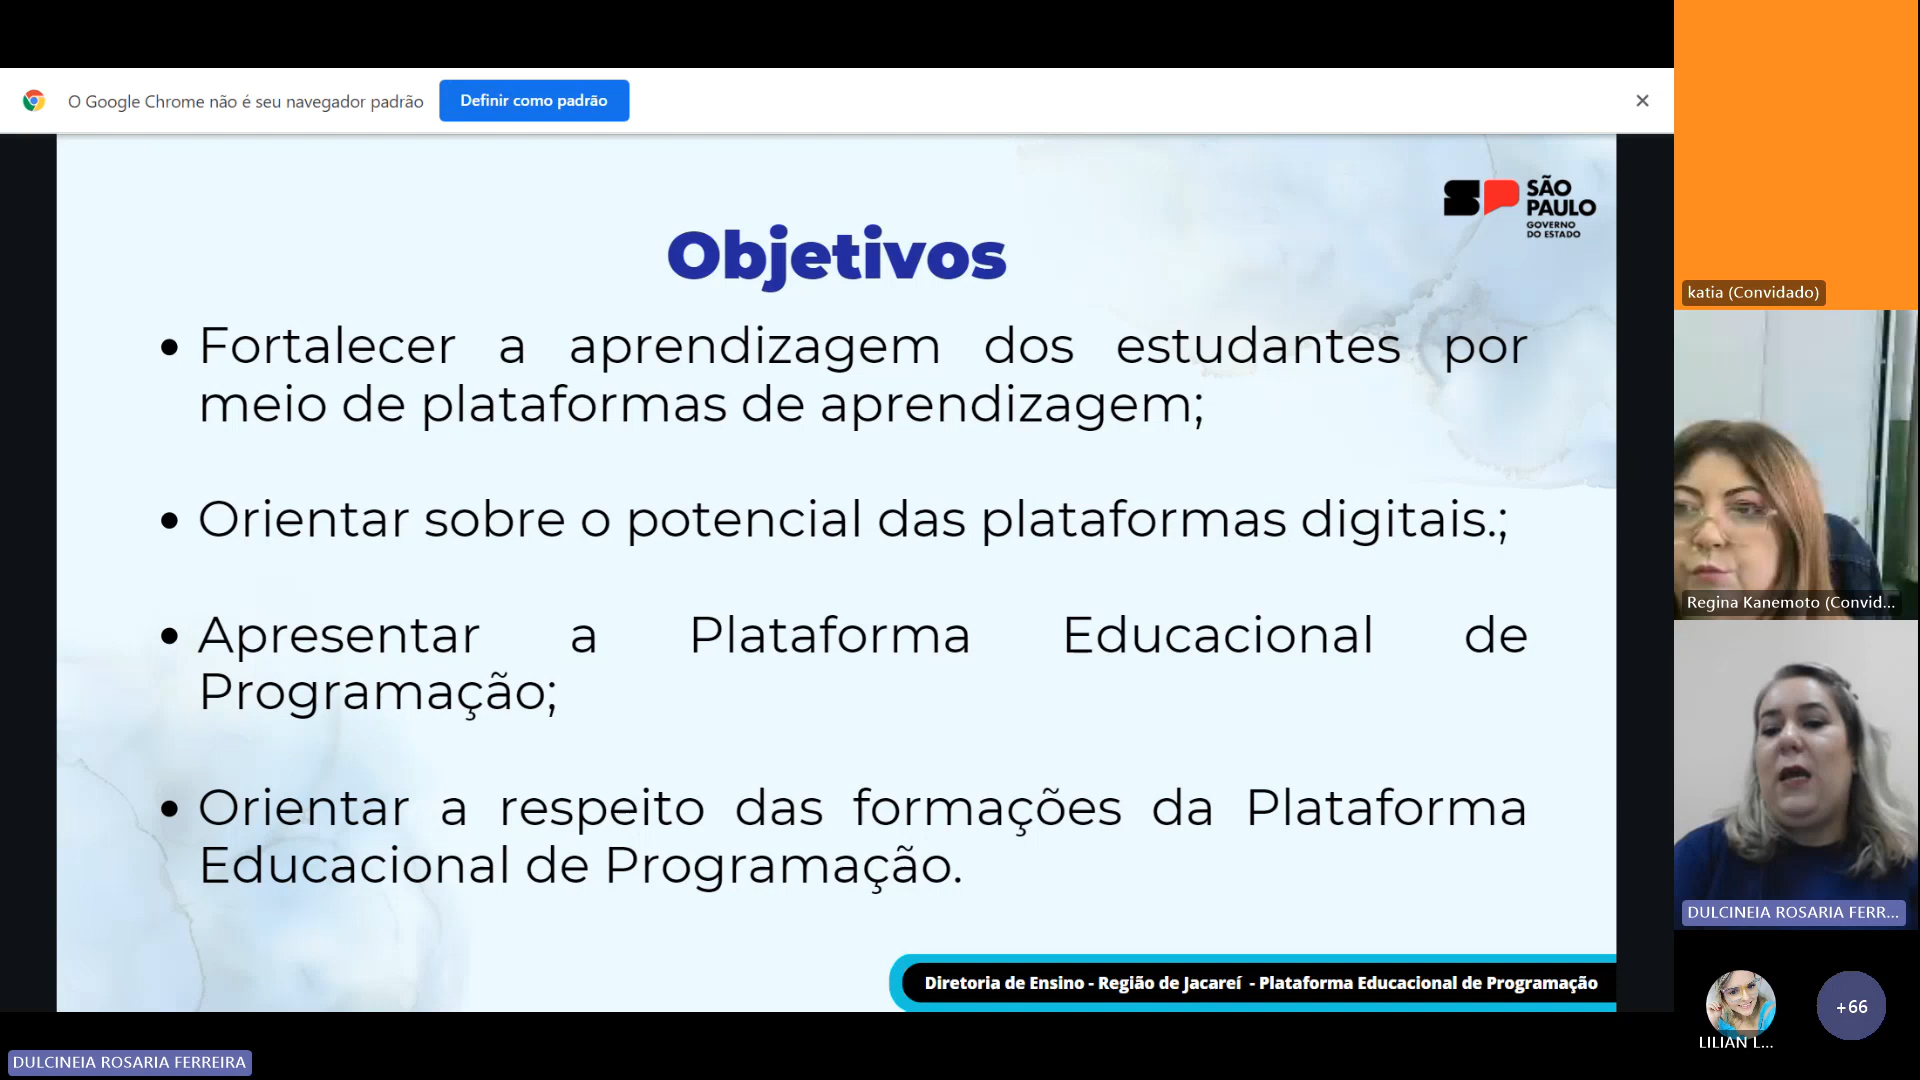 O Google Chrome não é seu navegador padrão
Definir como padrão
SÃO
PAULO
GOVERNO
DO ESTADO
Objetivos
• Fortalecer a aprendizagem dos estudantes por
meio de plataformas de aprendizagem;
• Orientar sobre o potencial das plataformas digitais.;
• Apresentar a Plataforma Educacional de
Programação;
• Orientar a respeito das formações da Plataforma
Educacional de Programação.
Diretoria de Ensino - Região de Jacareí - Plataforma Educacional de Programação
DULCINEIA ROSARIA FERREIRA
katia (Convidado)
Regina Kanemoto (Convid...
DULCINEIA ROSARIA FERR...
LILIAN L...
+66